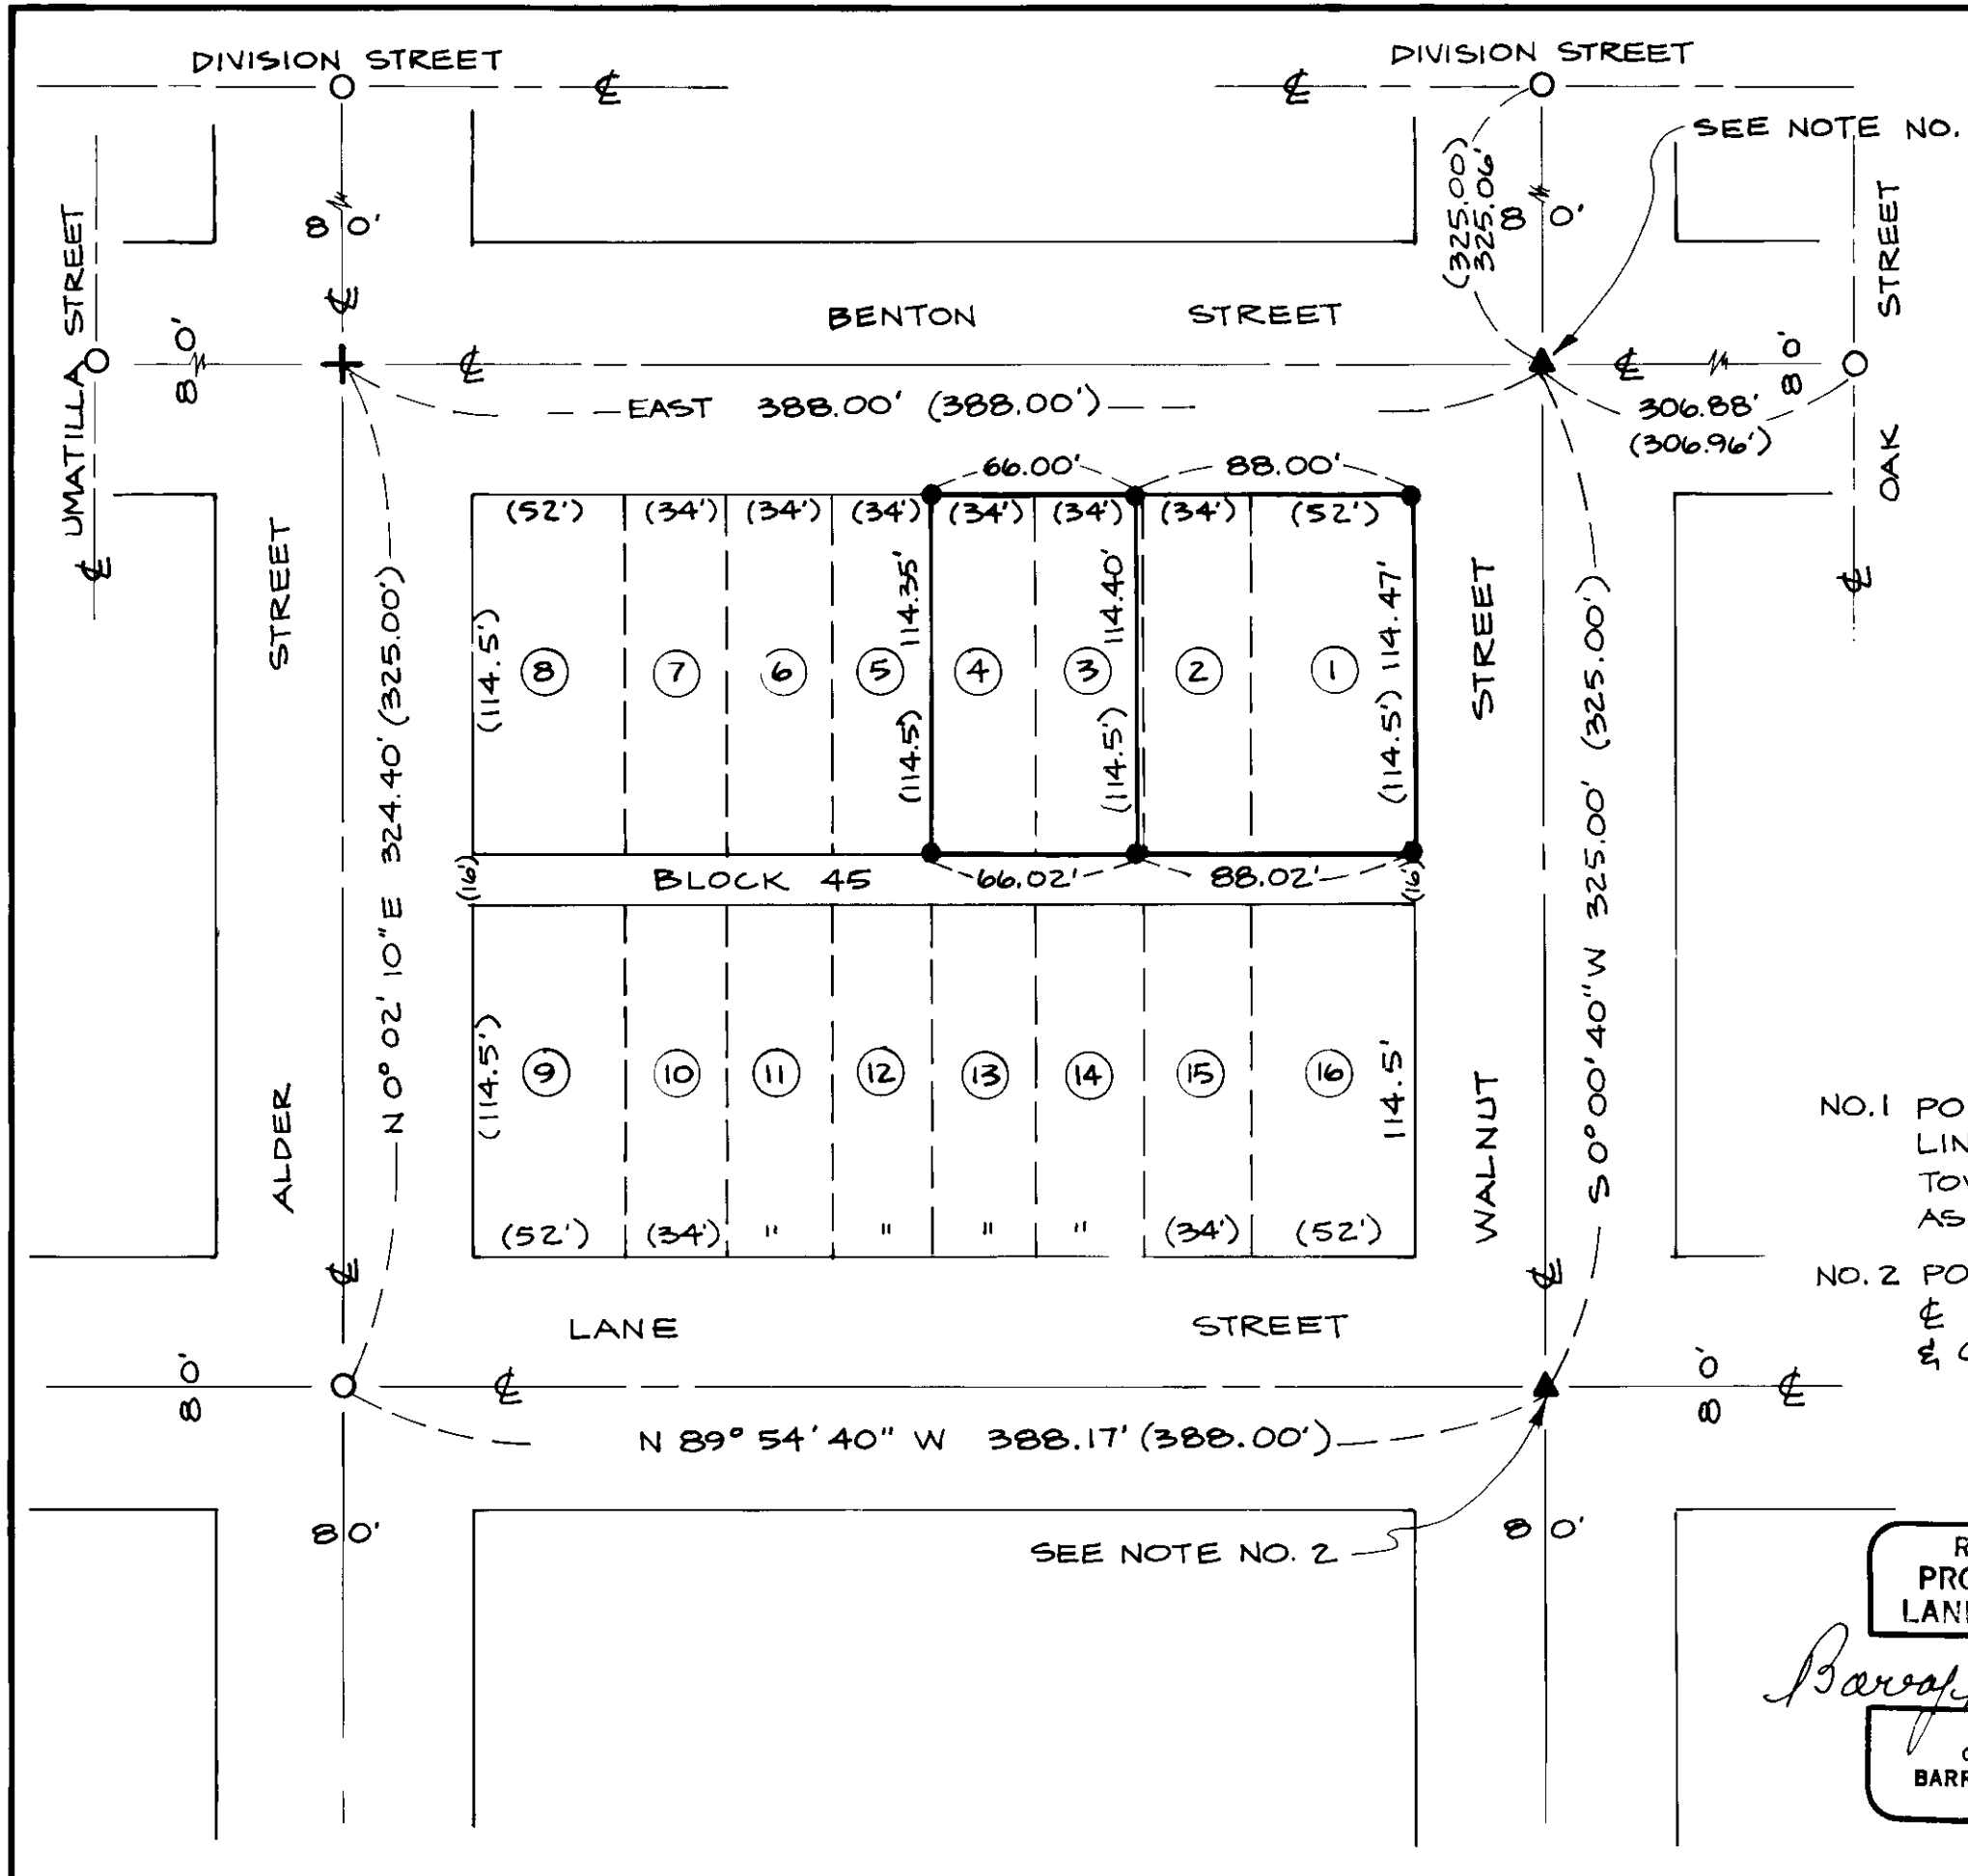 DIVISION STREET
DIVISION STREET
℄
℄
SEE NOTE NO.
(325.00)
325.06'
80'
80'
UMATILLA STREET
STREET
OAK
℄
BENTON STREET
80'
℄
℄
80'
EAST 388.00' (388.00')
306.88'
(306.96')
66.00'
88.00'
℄
℄
(52') (34') (34') (34') (34') (34') (34') (52')
STREET
ALDER
N 0° 02' 10" E 324.40' (325.00')
(114.5')
(114.5') 114.35'
(114.5') 114.40'
(114.5') 114.47'
STREET
WALNUT
S 0° 00' 40" W 325.00' (325.00')
8 7 6 5 4 3 2 1
(16')
BLOCK 45
66.02'
88.02'
(16')
(114.5')
9 10 11 12 13 14 15 16
114.5'
(52') (34') " " " " (34') (52')
NO.1 PO
LIN
TOW
AS
℄
℄
NO. 2 PO
℄
& C
LANE STREET
80'
℄
80'
℄
N 89° 54' 40" W 388.17' (388.00')
80'
80'
SEE NOTE NO. 2
R
PRO
LAN
BARR